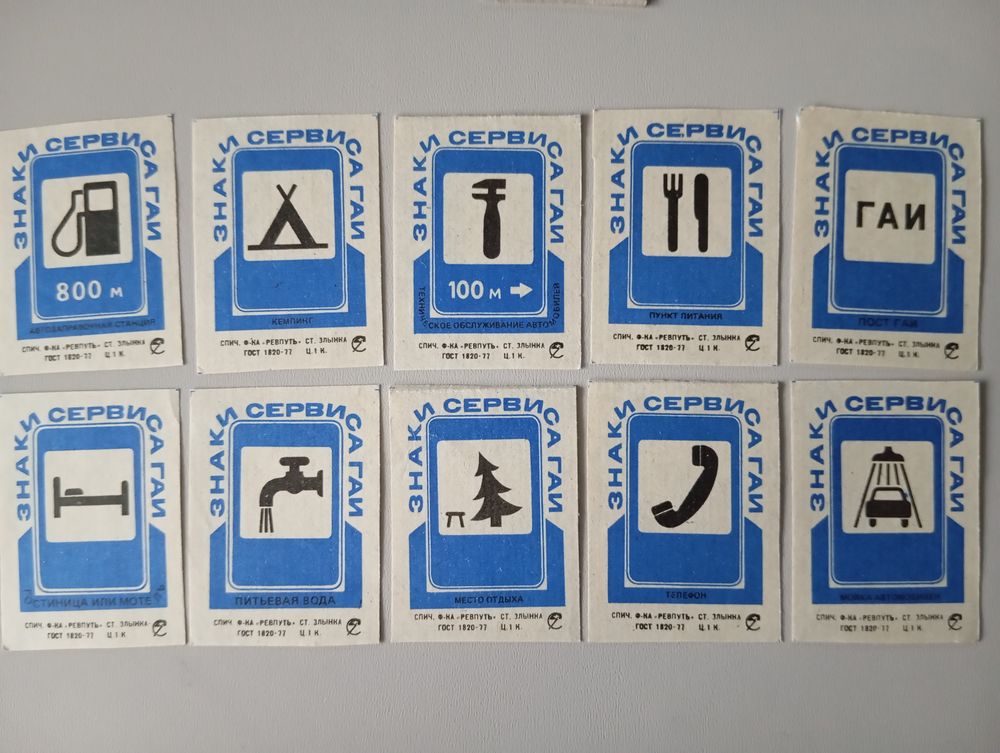 ЗНАКИ СЕРВИСА ГАИ
800 м
АВТОЗАПРАВОЧНАЯ СТАНЦИЯ
СПИЧ. Ф-КА «РЕВПУТЬ» СТ. ЗЛЫНКА
ГОСТ 1820-77 Ц.1 К.
ЗНАКИ СЕРВИСА ГАИ
КЕМПИНГ
СПИЧ. Ф-КА «РЕВПУТЬ» СТ. ЗЛЫНКА
ГОСТ 1820-77 Ц.1 К.
ЗНАКИ СЕРВИСА ГАИ
100 м
ТЕХНИЧЕСКОЕ ОБСЛУЖИВАНИЕ АВТОМОБИЛЕЙ
СПИЧ. Ф-КА «РЕВПУТЬ» СТ. ЗЛЫНКА
ГОСТ 1820-77 Ц.1 К.
ЗНАКИ СЕРВИСА ГАИ
ПУНКТ ПИТАНИЯ
СПИЧ. Ф-КА «РЕВПУТЬ» СТ. ЗЛЫНКА
ГОСТ 1820-77 Ц.1 К.
ЗНАКИ СЕРВИСА ГАИ
ГАИ
ПОСТ ГАИ
СПИЧ. Ф-КА «РЕВПУТЬ» СТ. ЗЛЫНКА
ГОСТ 1820-77 Ц.1 К.
ЗНАКИ СЕРВИСА ГАИ
ГОСТИНИЦА ИЛИ МОТЕЛЬ
СПИЧ. Ф-КА «РЕВПУТЬ» СТ. ЗЛЫНКА
ГОСТ 1820-77 Ц.1 К.
ЗНАКИ СЕРВИСА ГАИ
ПИТЬЕВАЯ ВОДА
СПИЧ. Ф-КА «РЕВПУТЬ» СТ. ЗЛЫНКА
ГОСТ 1820-77 Ц.1 К.
ЗНАКИ СЕРВИСА ГАИ
МЕСТО ОТДЫХА
СПИЧ. Ф-КА «РЕВПУТЬ» СТ. ЗЛЫНКА
ГОСТ 1820-77 Ц.1 К.
ЗНАКИ СЕРВИСА ГАИ
ТЕЛЕФОН
СПИЧ. Ф-КА «РЕВПУТЬ» СТ. ЗЛЫНКА
ГОСТ 1820-77 Ц.1 К.
ЗНАКИ СЕРВИСА ГАИ
МОЙКА АВТОМОБИЛЕЙ
СПИЧ. Ф-КА «РЕВПУТЬ» СТ. ЗЛЫНКА
ГОСТ 1820-77 Ц.1 К.